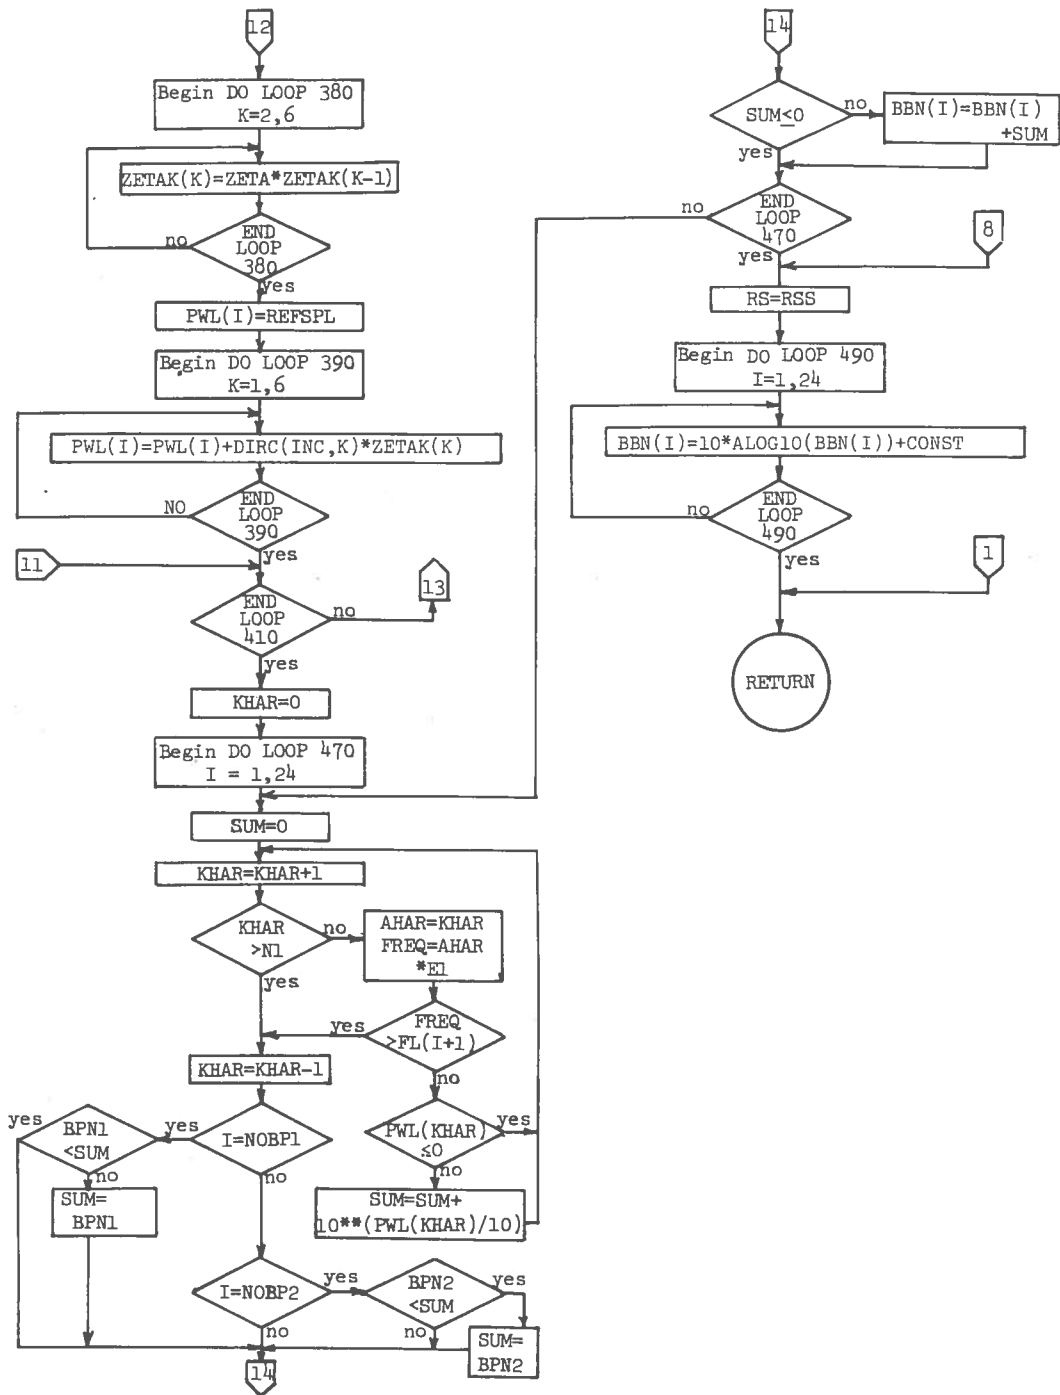 12
Begin DO LOOP 380
K=2,6
ZETAK(K)=ZETA*ZETAK(K-1)
END
LOOP
380
no
yes
PWL(I)=REFSPL
Begin DO LOOP 390
K=1,6
PWL(I)=PWL(I)+DIRC(INC,K)*ZETAK(K)
END
LOOP
390
NO
yes
11
13
END
LOOP
410
no
yes
KHAR=0
Begin DO LOOP 470
I = 1,24
SUM=0
KHAR=KHAR+1
KHAR
>N1
no
yes
AHAR=KHAR
FREQ=AHAR
*E1
FREQ
>FL(I+1)
yes
no
KHAR=KHAR-1
PWL(KHAR)
≤0
yes
no
SUM=SUM+
10**(PWL(KHAR)/10)
I=NOBP1
yes
no
BPN1
<SUM
yes
no
SUM=
BPN1
I=NOBP2
yes
no
BPN2
<SUM
yes
no
SUM=
BPN2
14
14
SUM≤0
no
yes
BBN(I)=BBN(I)
+SUM
END
LOOP
470
no
yes
8
RS=RSS
Begin DO LOOP 490
I=1,24
BBN(I)=10*ALOG10(BBN(I))+CONST
END
LOOP
490
no
yes
1
RETURN